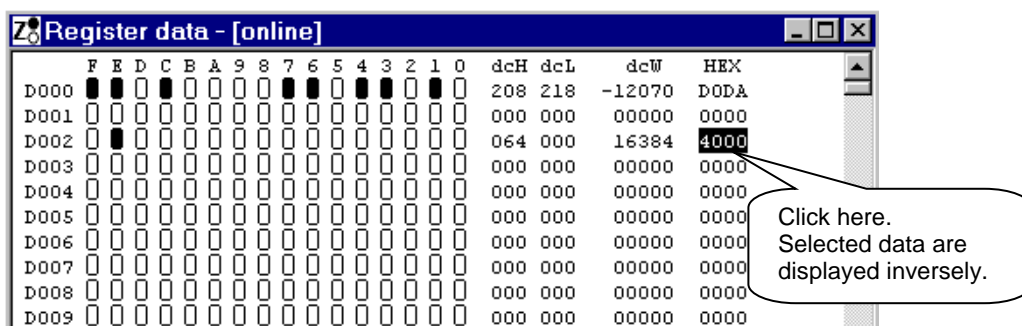 Register data - [online]
F E D C B A 9 8 7 6 5 4 3 2 1 0 dcH dcL dcW HEX
D000 208 218 -12070 D0DA
D001 000 000 00000 0000
D002 064 000 16384 4000
D003 000 000 00000 0000
D004 000 000 00000 0000
D005 000 000 00000 0000
D006 000 000 00000 0000
D007 000 000 00000 0000
D008 000 000 00000 0000
D009 000 000 00000 0000
Click here.
Selected data are
displayed inversely.